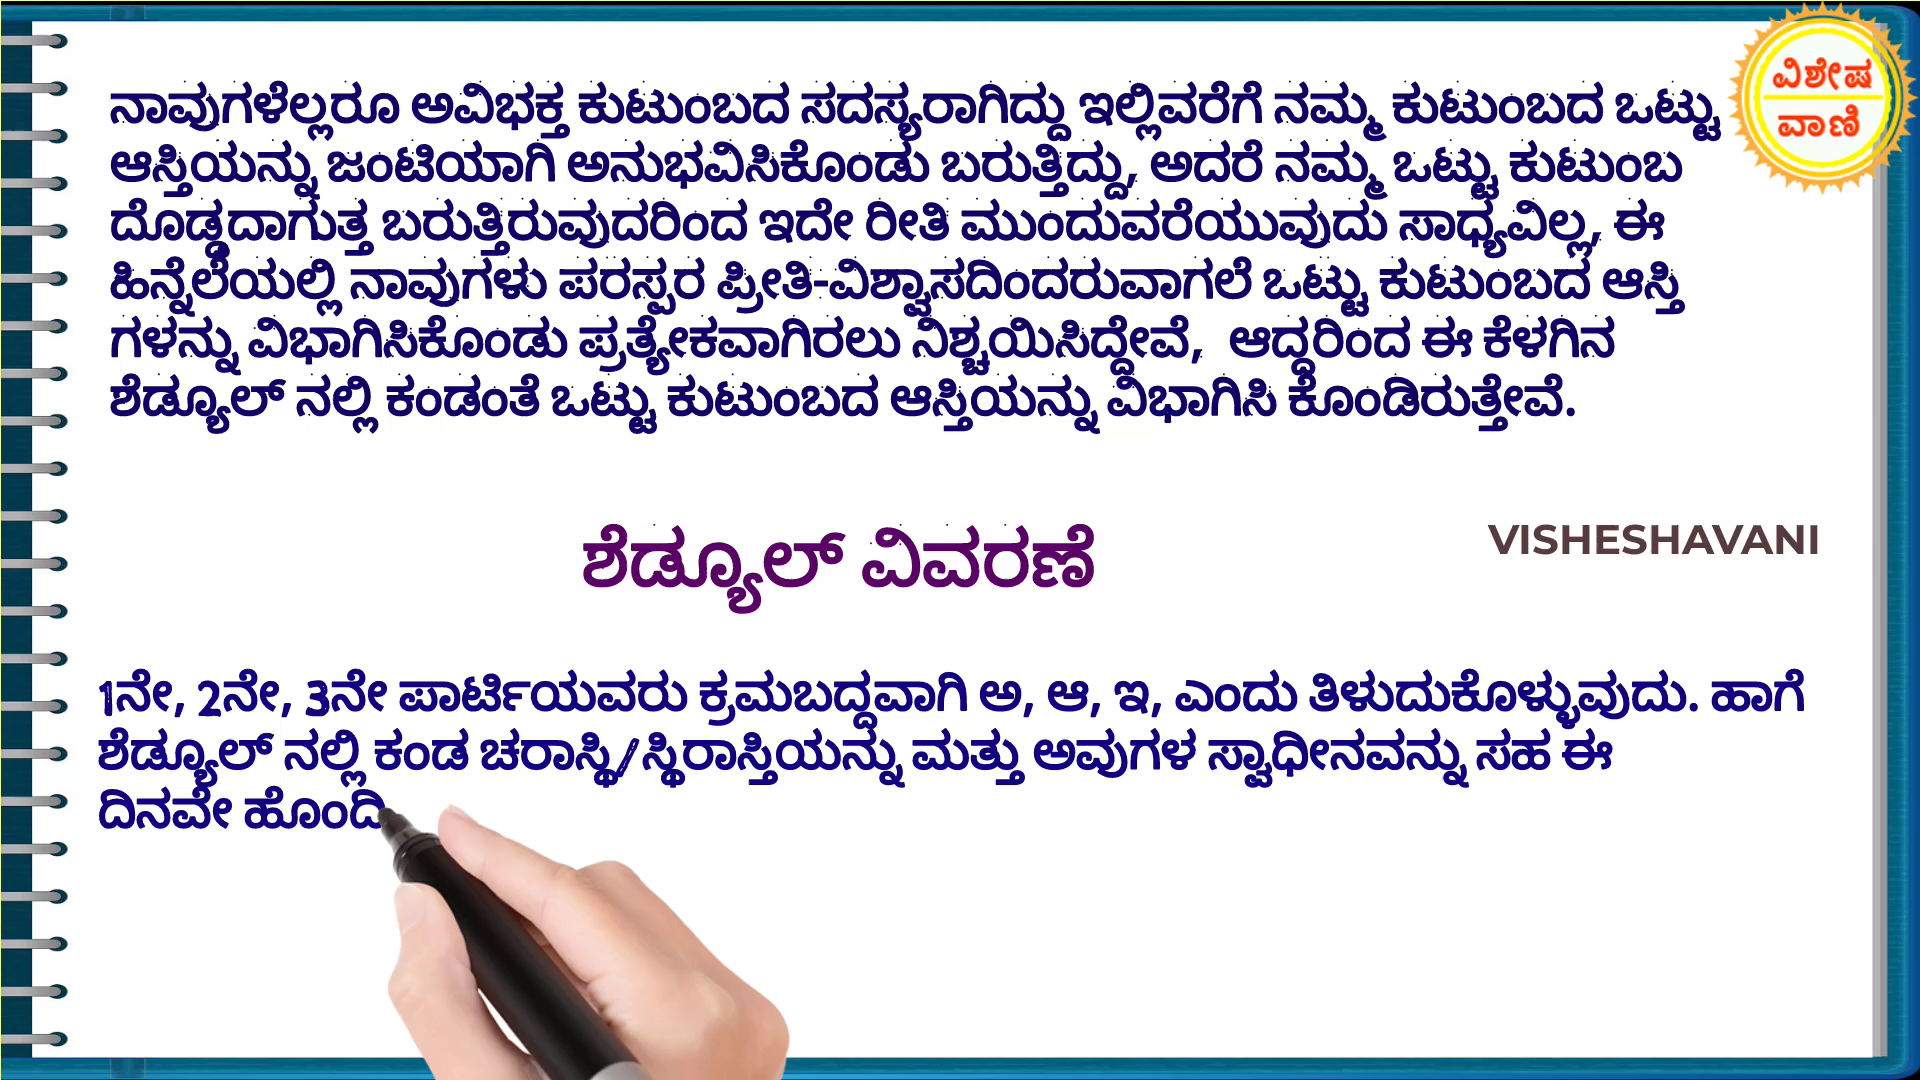 ನಾವುಗಳೆಲ್ಲರೂ ಅವಿಭಕ್ತ ಕುಟುಂಬದ ಸದಸ್ಯರಾಗಿದ್ದು ಇಲ್ಲಿವರೆಗೆ ನಮ್ಮ ಕುಟುಂಬದ ಒಟ್ಟು
ಆಸ್ತಿಯನ್ನು ಜಂಟಿಯಾಗಿ ಅನುಭವಿಸಿಕೊಂಡು ಬರುತ್ತಿದ್ದು, ಅದರೆ ನಮ್ಮ ಒಟ್ಟು ಕುಟುಂಬ
ದೊಡ್ಡದಾಗುತ್ತ ಬರುತ್ತಿರುವುದರಿಂದ ಇದೇ ರೀತಿ ಮುಂದುವರೆಯುವುದು ಸಾಧ್ಯವಿಲ್ಲ, ಈ
ಹಿನ್ನೆಲೆಯಲ್ಲಿ ನಾವುಗಳು ಪರಸ್ಪರ ಪ್ರೀತಿ-ವಿಶ್ವಾಸದಿಂದರುವಾಗಲೆ ಒಟ್ಟು ಕುಟುಂಬದ ಆಸ್ತಿ
ಗಳನ್ನು ವಿಭಾಗಿಸಿಕೊಂಡು ಪ್ರತ್ಯೇಕವಾಗಿರಲು ನಿಶ್ಚಯಿಸಿದ್ದೇವೆ, ಆದ್ಧರಿಂದ ಈ ಕೆಳಗಿನ
ಶೆಡ್ಯೂಲ್ ನಲ್ಲಿ ಕಂಡಂತೆ ಒಟ್ಟು ಕುಟುಂಬದ ಆಸ್ತಿಯನ್ನು ವಿಭಾಗಿಸಿ ಕೊಂಡಿರುತ್ತೇವೆ.
ವಿಶೇಷ
ವಾಣಿ
ಶೆಡ್ಯೂಲ್ ವಿವರಣೆ
VISHESHAVANI
1ನೇ, 2ನೇ, 3ನೇ ಪಾರ್ಟಿಯವರು ಕ್ರಮಬದ್ಧವಾಗಿ ಅ, ಆ, ಇ, ಎಂದು ತಿಳುದುಕೊಳ್ಳುವುದು. ಹಾಗೆ
ಶೆಡ್ಯೂಲ್ ನಲ್ಲಿ ಕಂಡ ಚರಾಸ್ಥಿ/ಸ್ಥಿರಾಸ್ತಿಯನ್ನು ಮತ್ತು ಅವುಗಳ ಸ್ವಾಧೀನವನ್ನು ಸಹ ಈ
ದಿನವೇ ಹೊಂದಿ